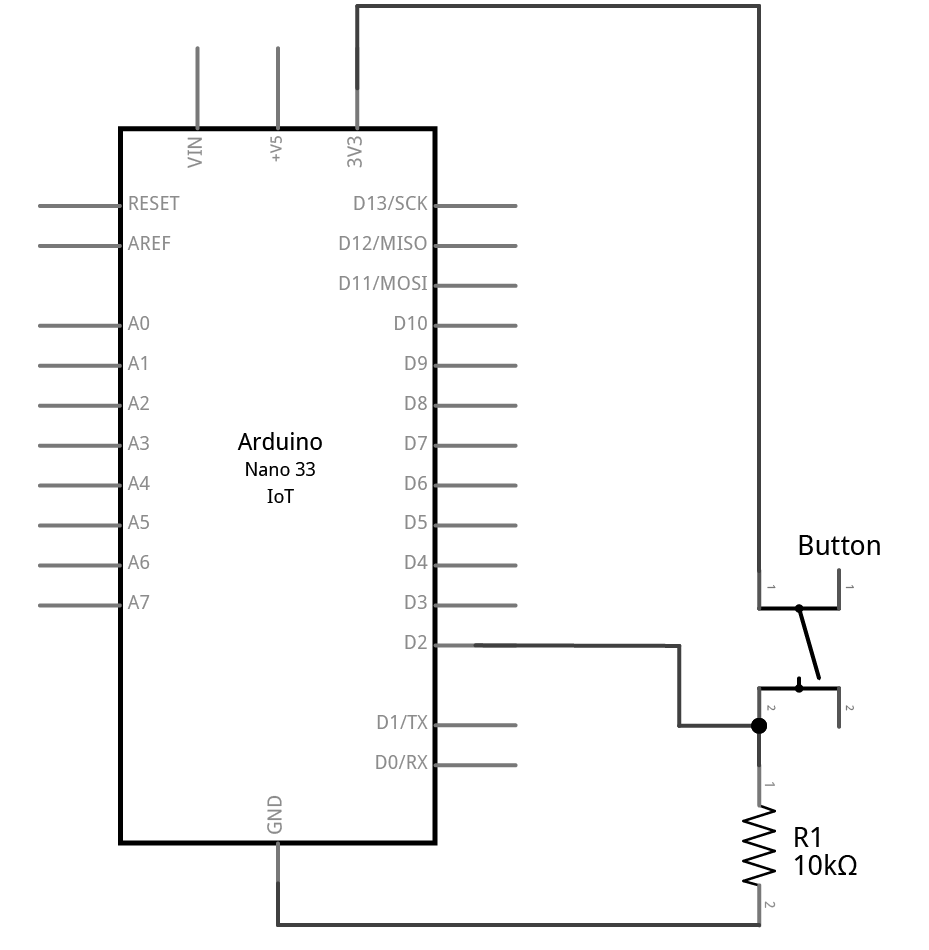 VIN
+V5
3V3
RESET
D13/SCK
AREF
D12/MISO
D11/MOSI
A0
D10
A1
D9
A2
D8
A3
D7
Arduino
Nano 33
IoT
A4
D6
A5
D5
A6
D4
A7
D3
D2
D1/TX
D0/RX
GND
Button
1
1
2
2
1
R1
10kΩ
2